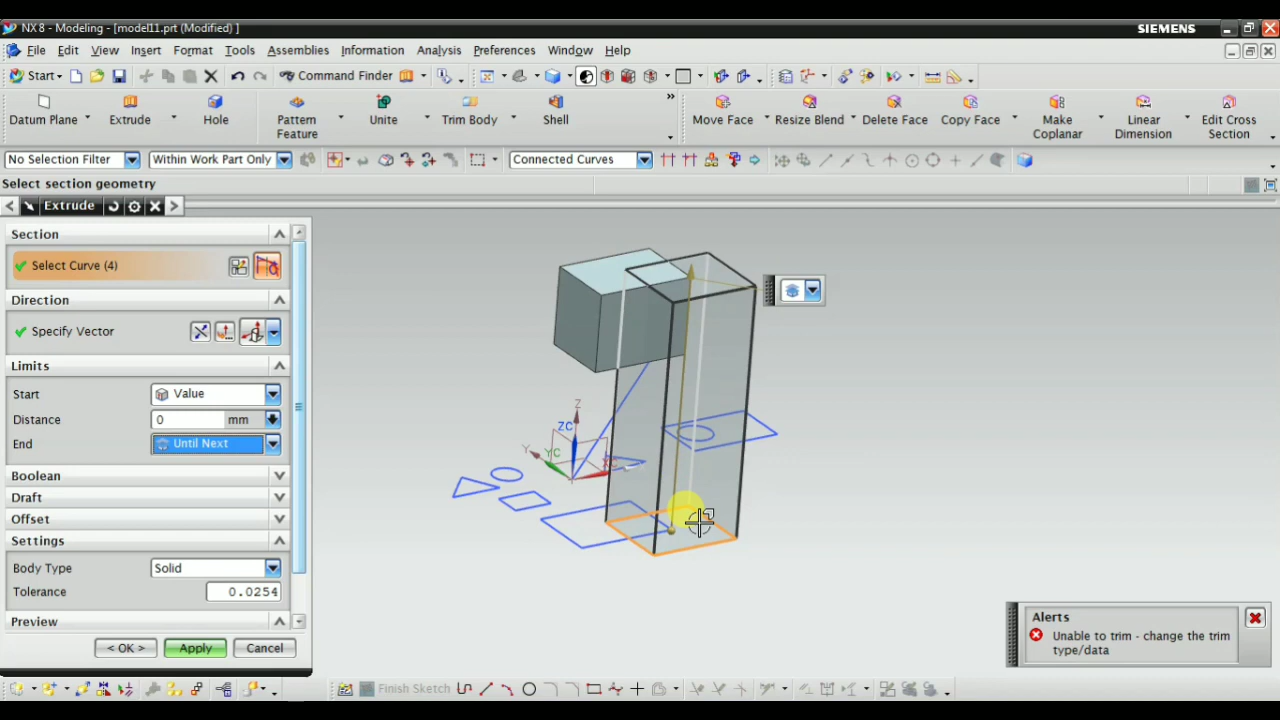 NX 8 - Modeling - [model11.prt (Modified) ]
SIEMENS
File Edit View Insert Format Tools Assemblies Information Analysis Preferences Window Help
Start Command Finder
Datum Plane Extrude Hole Pattern Feature Unite Trim Body Shell Move Face Resize Blend Delete Face Copy Face Make Coplanar Linear Dimension Edit Cross Section
No Selection Filter Within Work Part Only Connected Curves
Select section geometry
Extrude
Section
Select Curve (4)
Direction
Specify Vector
Limits
Start Value
Distance 0 mm
End Until Next
Boolean
Draft
Offset
Settings
Body Type Solid
Tolerance 0.0254
Preview
< OK > Apply Cancel
Z
ZC
Y
YC
Alerts
Unable to trim - change the trim
type/data
Finish Sketch